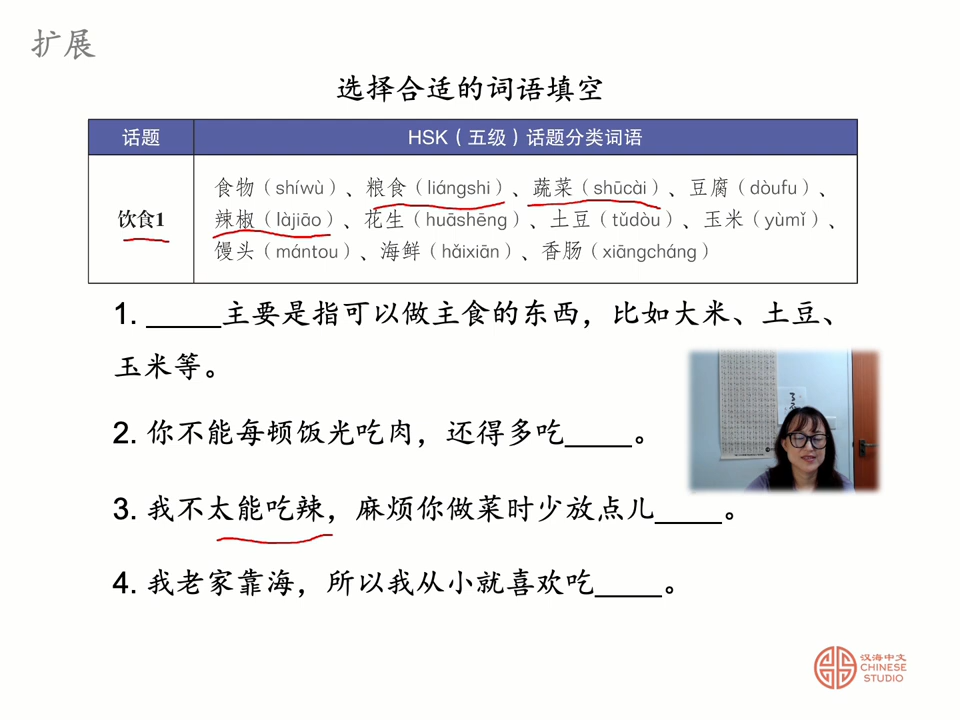 扩展
选择合适的词语填空
话题
HSK（五级）话题分类词语
饮食1
食物（shíwù）、粮食（liángshi）、蔬菜（shūcài）、豆腐（dòufu）、
辣椒（làjiāo）、花生（huāshēng）、土豆（tǔdòu）、玉米（yùmǐ）、
馒头（mántou）、海鲜（hǎixiān）、香肠（xiāngcháng）
1. _____主要是指可以做主食的东西，比如大米、土豆、
玉米等。
2. 你不能每顿饭光吃肉，还得多吃____。
3. 我不太能吃辣，麻烦你做菜时少放点儿____。
4. 我老家靠海，所以我从小就喜欢吃____。
汉海中文
CHINESE
STUDIO